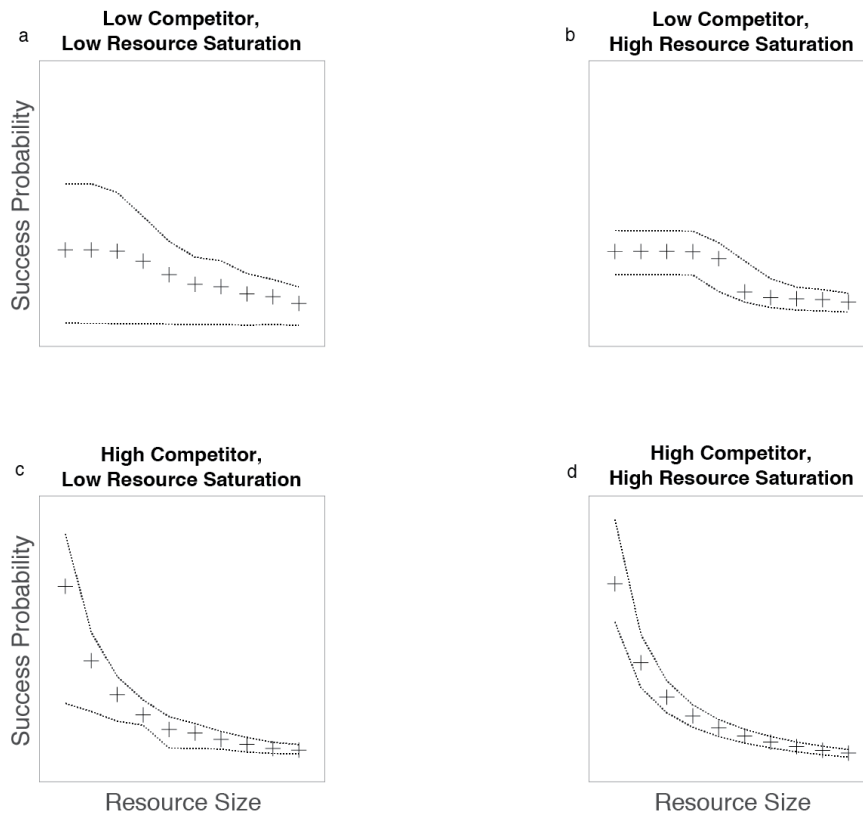 a
Low Competitor,
Low Resource Saturation
b
Low Competitor,
High Resource Saturation
Success Probability
c
High Competitor,
Low Resource Saturation
d
High Competitor,
High Resource Saturation
Success Probability
Resource Size
Resource Size